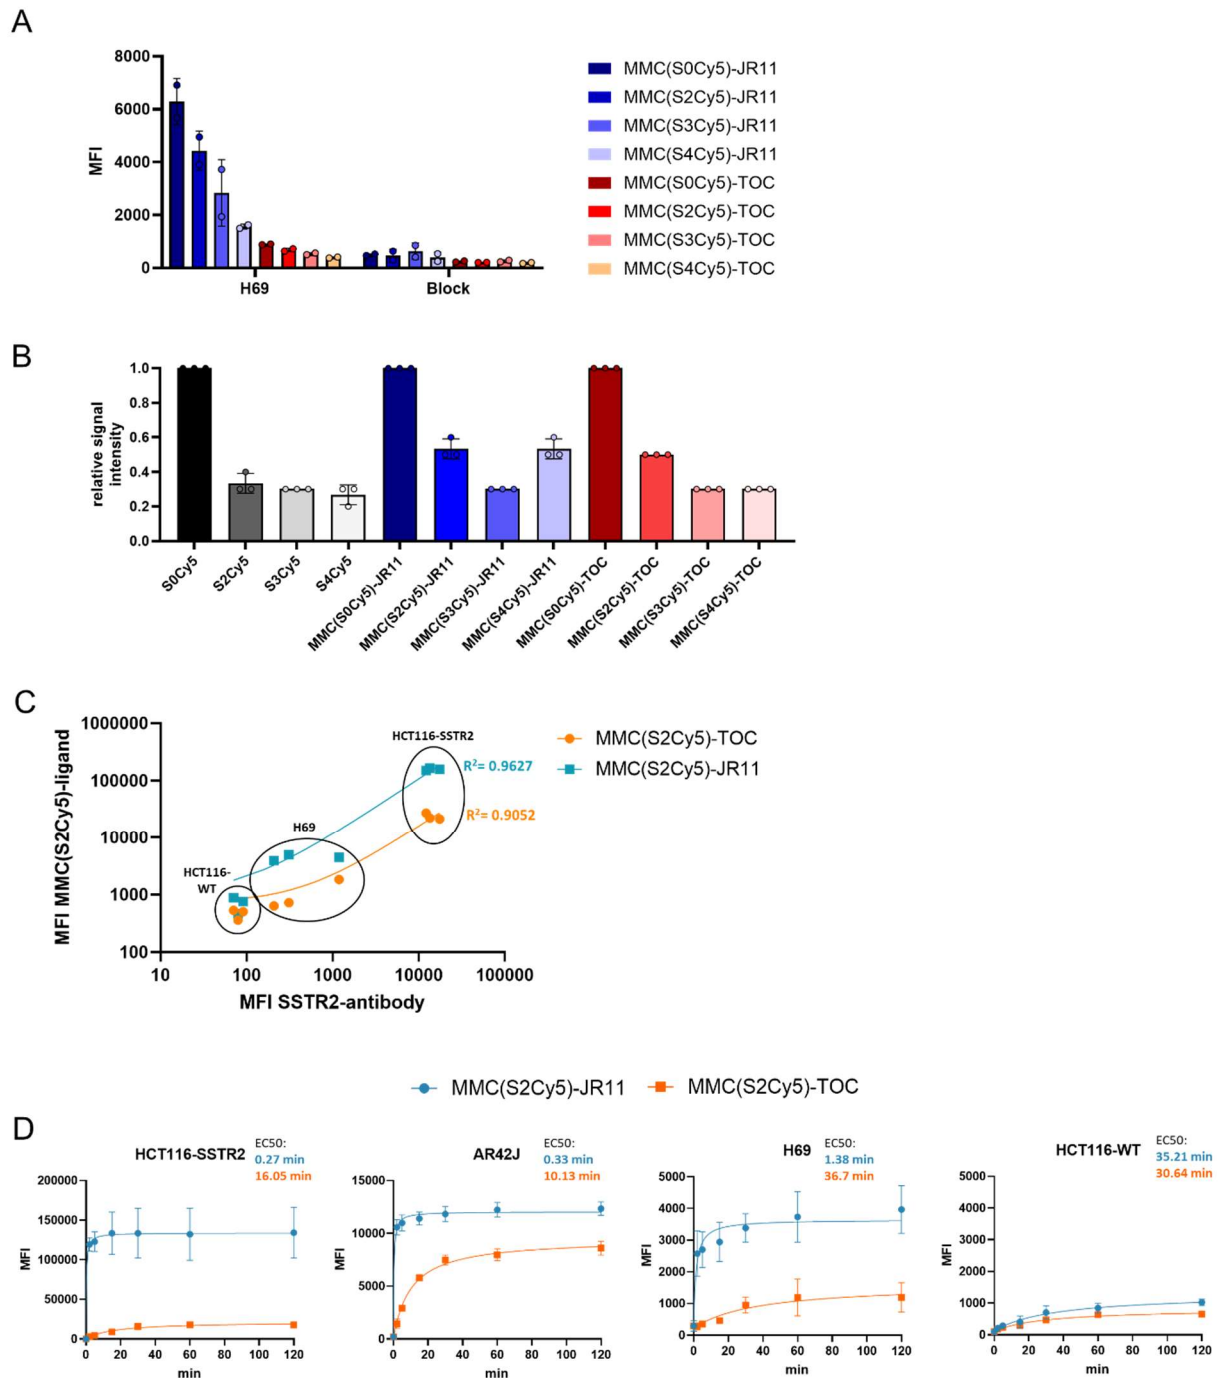 A
8000
6000
4000
2000
0
MFI
H69
Block
MMC(S0Cy5)-JR11
MMC(S2Cy5)-JR11
MMC(S3Cy5)-JR11
MMC(S4Cy5)-JR11
MMC(S0Cy5)-TOC
MMC(S2Cy5)-TOC
MMC(S3Cy5)-TOC
MMC(S4Cy5)-TOC
B
relative signal
intensity
1.0
0.8
0.6
0.4
0.2
0.0
S0Cy5
S2Cy5
S3Cy5
S4Cy5
MMC(S0Cy5)-JR11
MMC(S2Cy5)-JR11
MMC(S3Cy5)-JR11
MMC(S4Cy5)-JR11
MMC(S0Cy5)-TOC
MMC(S2Cy5)-TOC
MMC(S3Cy5)-TOC
MMC(S4Cy5)-TOC
C
MFI MMC(S2Cy5)-ligand
1000000
100000
10000
1000
100
10 100 1000 10000 100000
MFI SSTR2-antibody
HCT116-
WT
H69
HCT116-SSTR2
R²= 0.9627
R²= 0.9052
MMC(S2Cy5)-TOC
MMC(S2Cy5)-JR11
MMC(S2Cy5)-JR11 MMC(S2Cy5)-TOC
D
HCT116-SSTR2
EC50:
0.27 min
16.05 min
MFI
200000
150000
100000
50000
0
0 20 40 60 80 100 120
min
AR42J
EC50:
0.33 min
10.13 min
MFI
15000
10000
5000
0
0 20 40 60 80 100 120
min
H69
EC50:
1.38 min
36.7 min
MFI
5000
4000
3000
2000
1000
0
0 20 40 60 80 100 120
min
HCT116-WT
EC50:
35.21 min
30.64 min
MFI
5000
4000
3000
2000
1000
0
0 20 40 60 80 100 120
min